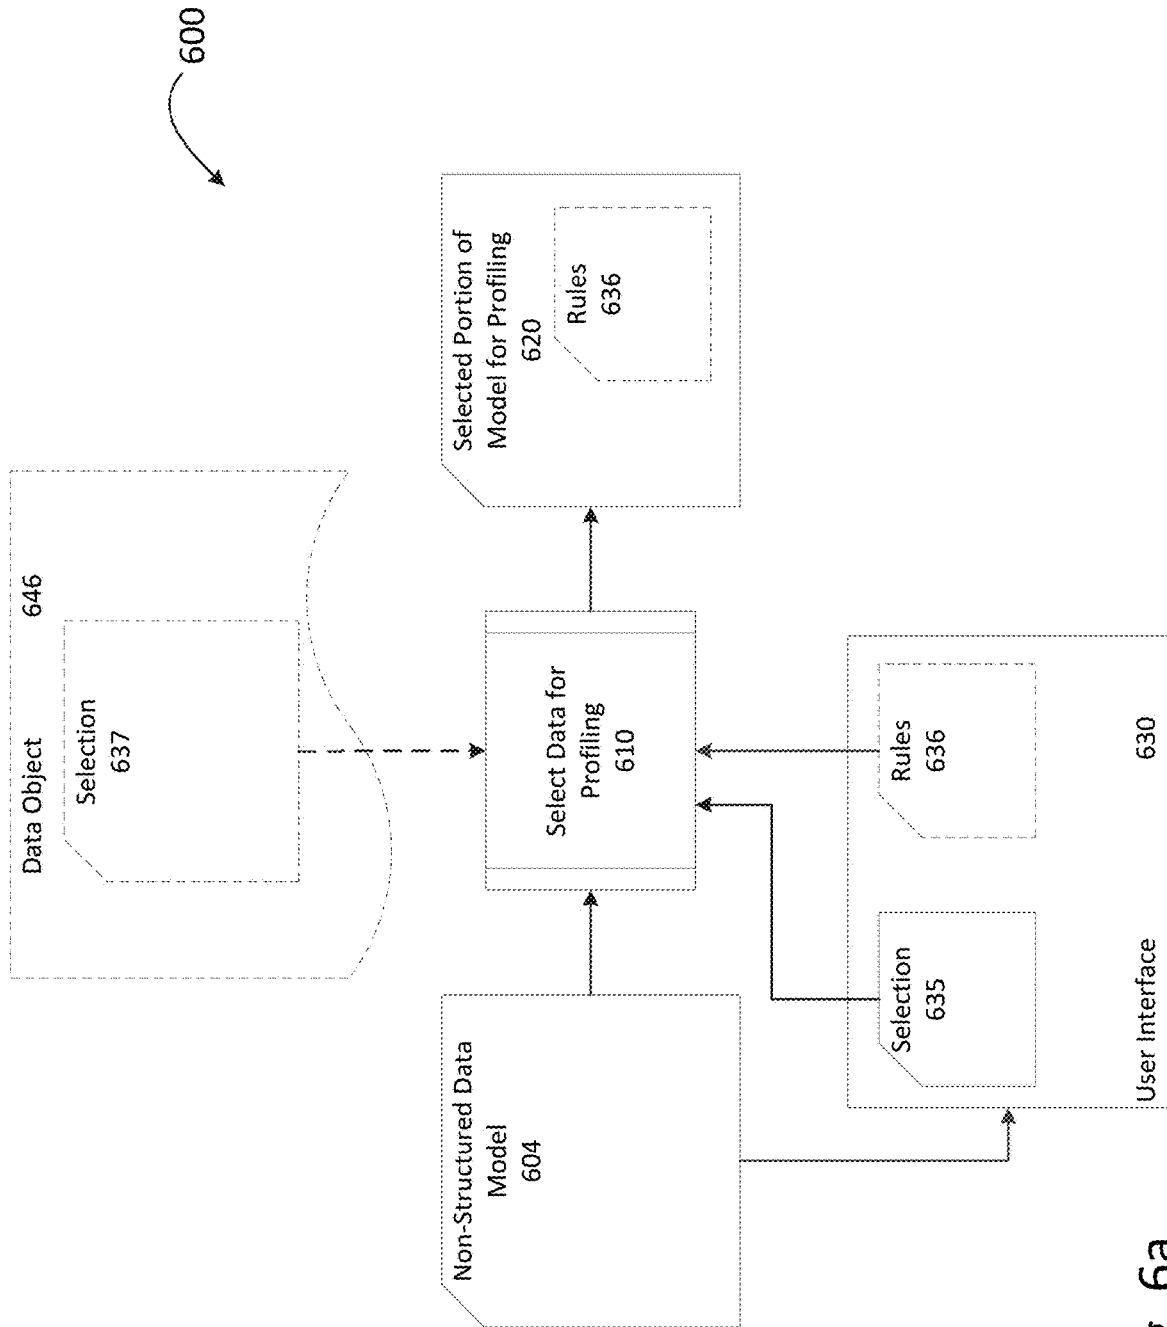 600
Data Object 646
Selection
637
Non-Structured Data
Model
604
Select Data for
Profiling
610
Selected Portion of
Model for Profiling
620
Rules
636
Selection
635
Rules
636
User Interface 630
6a